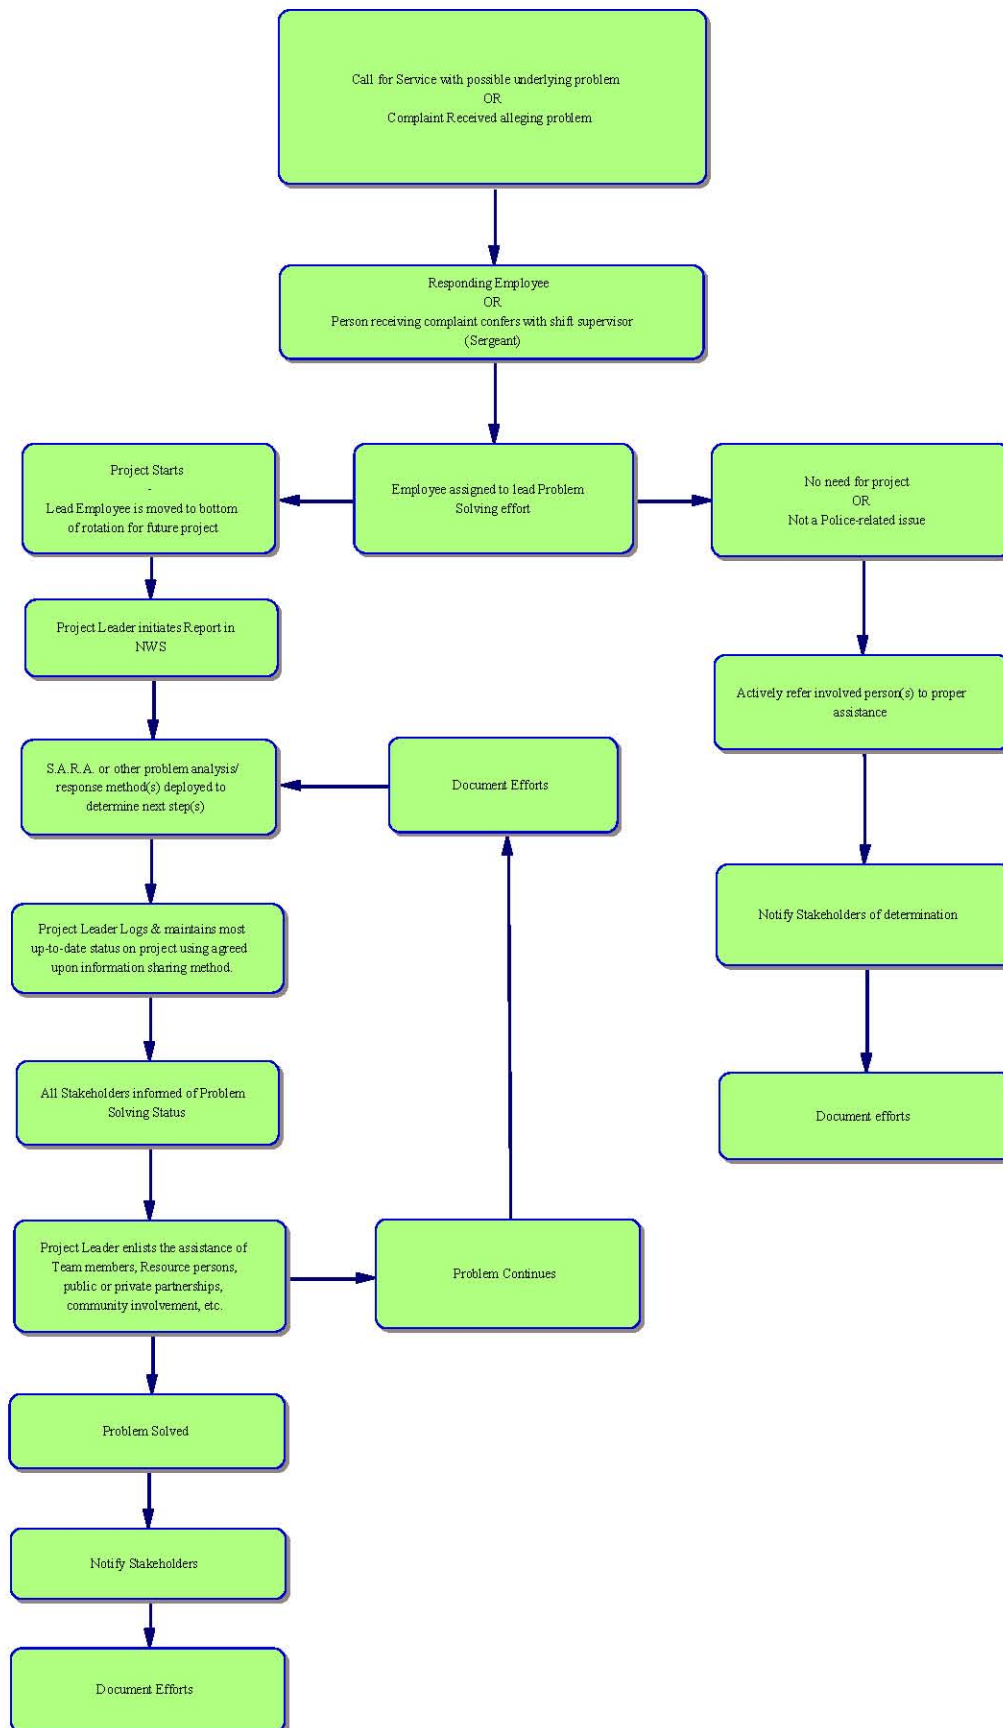 Call for Service with possible underlying problem
OR
Complaint Received alleging problem
Responding Employee
OR
Person receiving complaint confers with shift supervisor
(Sergeant)
Project Starts
-
Lead Employee is moved to bottom
of rotation for future project
Employee assigned to lead Problem
Solving effort
No need for project
OR
Not a Police-related issue
Project Leader initiates Report in
NWS
Actively refer involved person(s) to proper
assistance
S.A.R.A. or other problem analysis/
response method(s) deployed to
determine next step(s)
Document Efforts
Notify Stakeholders of determination
Project Leader Logs & maintains most
up-to-date status on project using agreed
upon information sharing method.
All Stakeholders informed of Problem
Solving Status
Document efforts
Project Leader enlists the assistance of
Team members, Resource persons,
public or private partnerships,
community involvement, etc.
Problem Continues
Problem Solved
Notify Stakeholders
Document Efforts